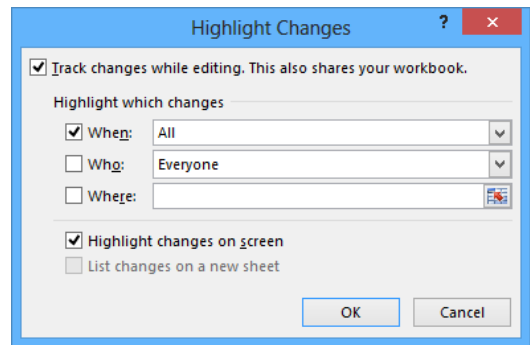 Highlight Changes
?
Track changes while editing. This also shares your workbook.
Highlight which changes
When: All
Who: Everyone
Where:
Highlight changes on screen
List changes on a new sheet
OK Cancel